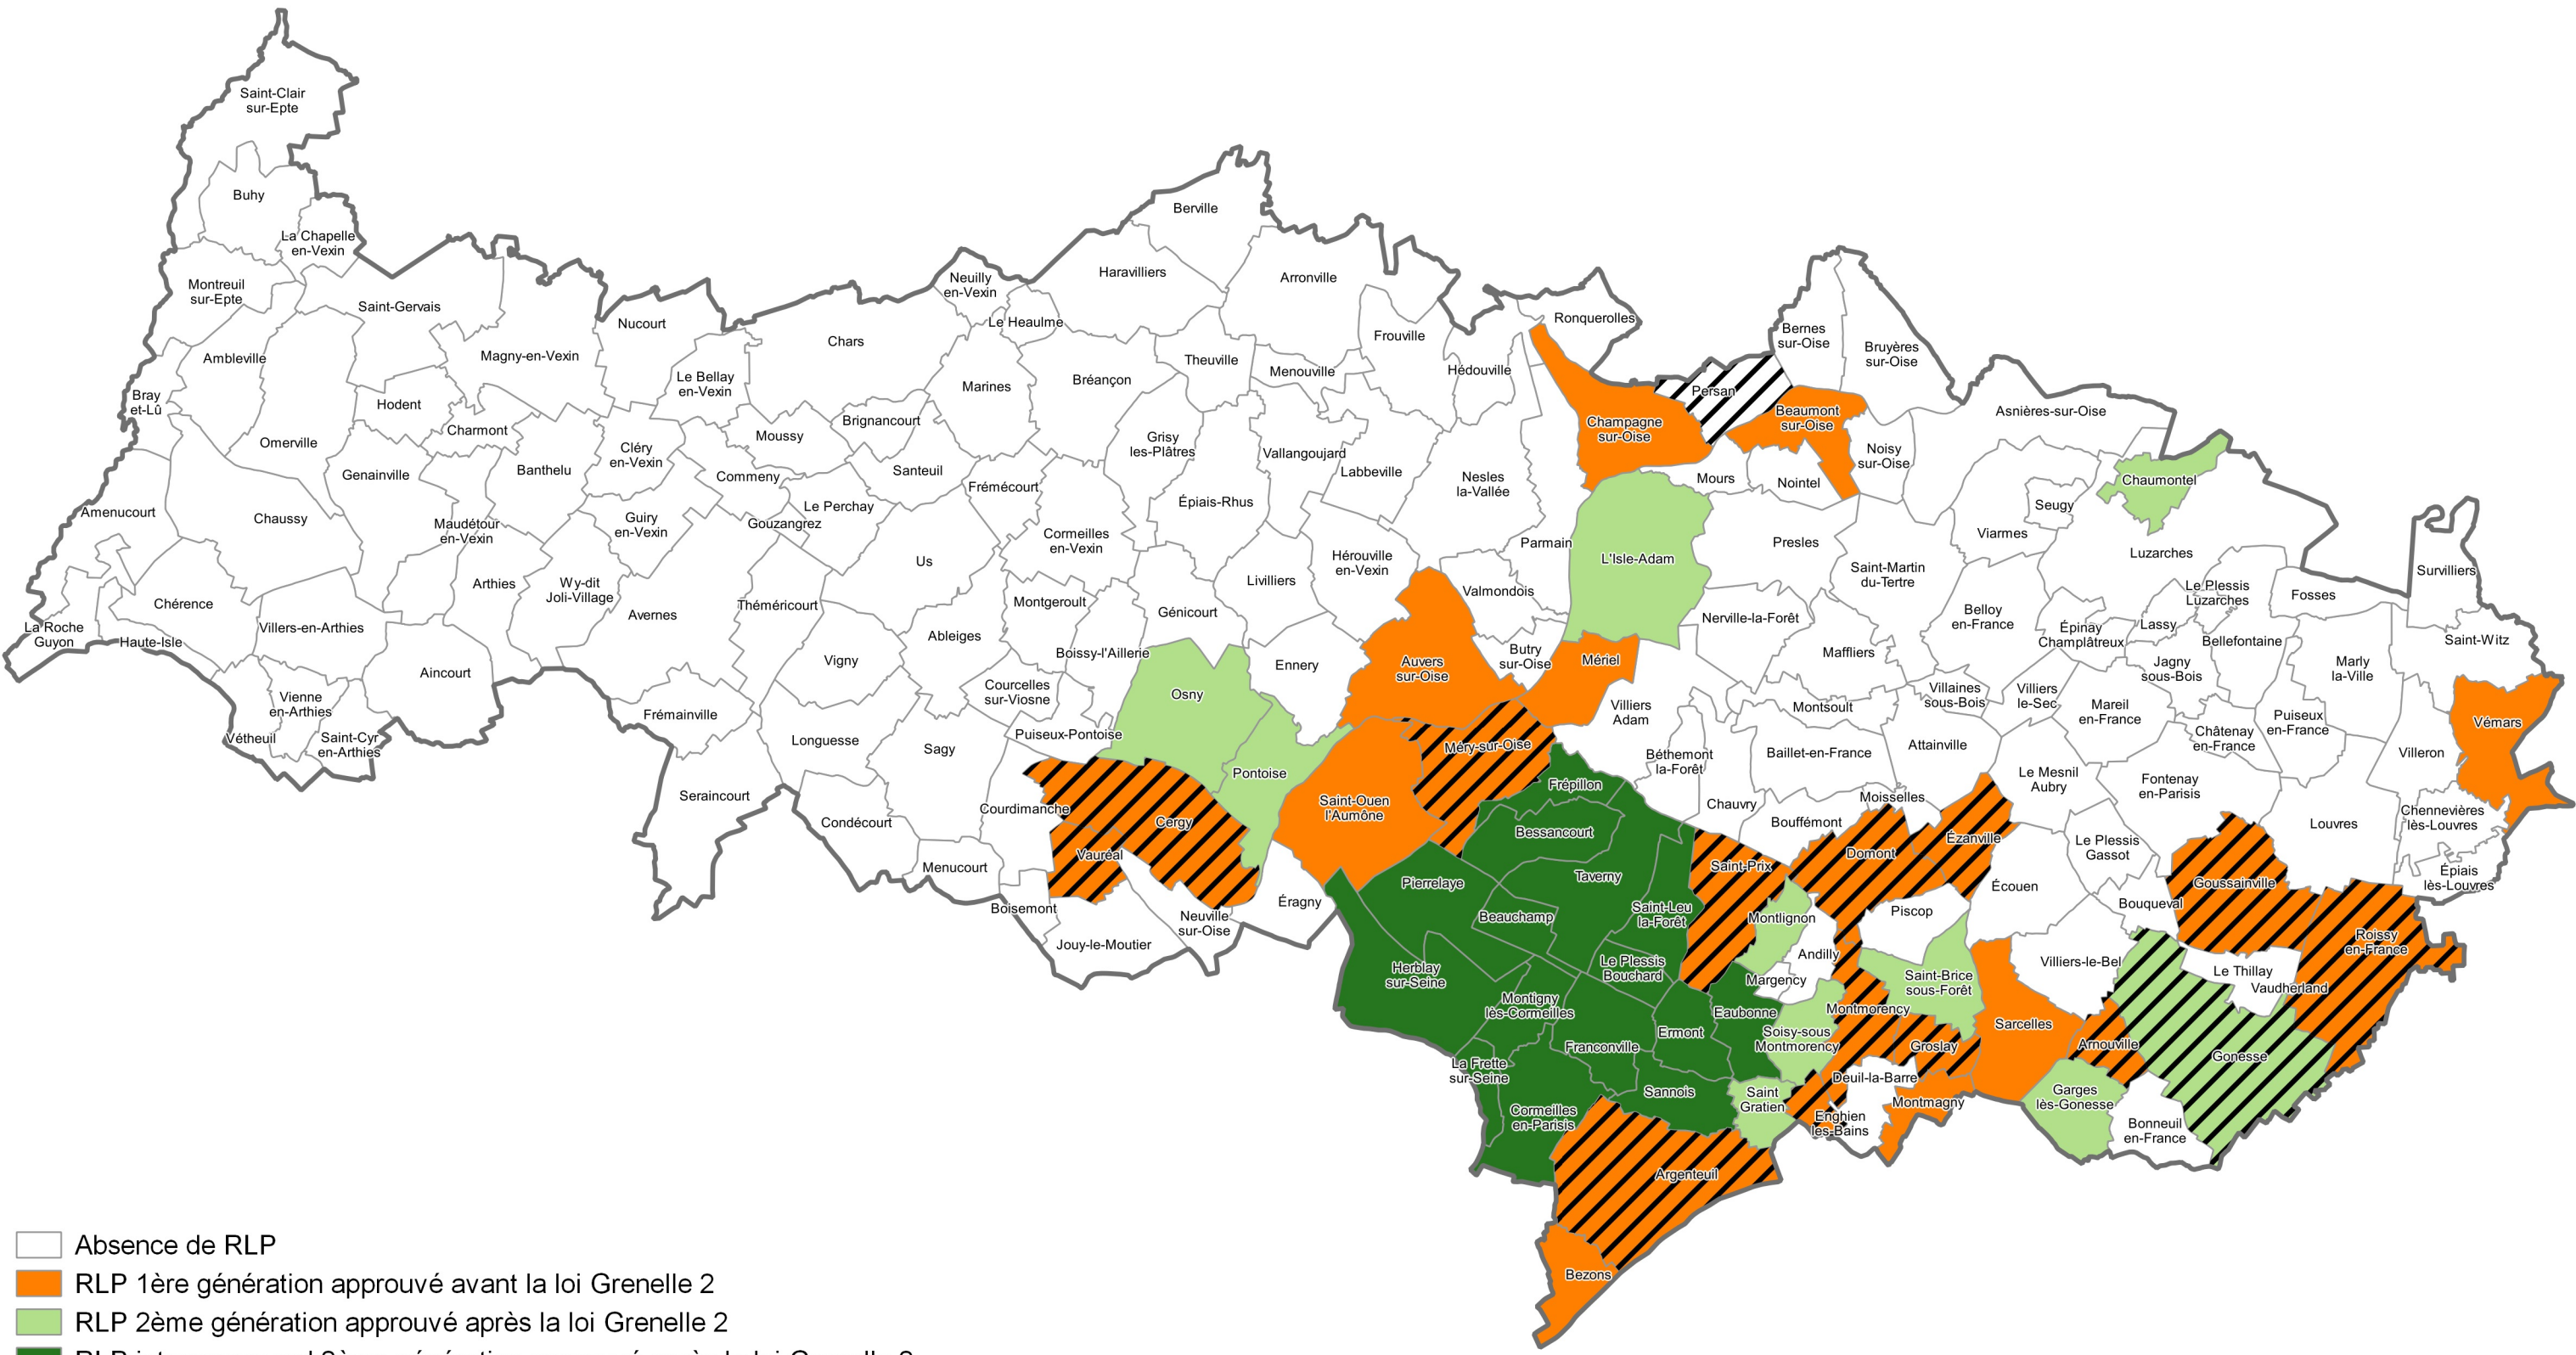 Saint-Clair
sur-Epte
Buhy
La Chapelle
en-Vexin
Montreuil
sur-Epte
Saint-Gervais
Ambleville
Magny-en-Vexin
Nucourt
Bray
et-Lû
Hodent
Charmont
Omerville
Genainville
Banthelu
Cléry
en-Vexin
Le Bellay
en-Vexin
Chars
Neuilly
en-Vexin
Le Heaulme
Haravilliers
Berville
Arronville
Frouville
Theuville
Menouville
Hédouville
Ronquerolles
Marines
Bréançon
Moussy
Brignancourt
Commeny
Santeuil
Le Perchay
Gouzangrez
Frémécourt
Grisy
les-Plâtres
Vallangoujard
Labbeville
Nesles
la-Vallée
Épiais-Rhus
Amenucourt
Chaussy
Maudétour
en-Vexin
Guiry
en-Vexin
Us
Cormeilles
en-Vexin
Hérouville
en-Vexin
Parmain
Champagne
sur-Oise
Persan
Bernes
sur-Oise
Bruyères
sur-Oise
Beaumont
sur-Oise
Noisy
sur-Oise
Asnières-sur-Oise
Mours
Nointel
Seugy
Viarmes
Chaumontel
Luzarches
L'Isle-Adam
Presles
Saint-Martin
du-Tertre
Chérence
La Roche
Guyon
Haute-Isle
Villers-en-Arthies
Arthies
Wy-dit
Joli-Village
Avernes
Théméricourt
Vigny
Ableiges
Montgeroult
Boissy-l'Aillerie
Génicourt
Livilliers
Ennery
Valmondois
Butry
sur-Oise
Mériel
Auvers
sur-Oise
Nerville-la-Forêt
Maffliers
Belloy
en-France
Épinay
Champlâtreux
Lassy
Le Plessis
Luzarches
Bellefontaine
Fosses
Survilliers
Saint-Witz
Jagny
sous-Bois
Marly
la-Ville
Vienne
en-Arthies
Vétheuil
Saint-Cyr
en-Arthies
Aincourt
Frémainville
Seraincourt
Longuesse
Sagy
Courcelles
sur-Viosne
Puiseux-Pontoise
Osny
Pontoise
Condécourt
Menucourt
Courdimanche
Cergy
Vauréal
Boisemont
Jouy-le-Moutier
Neuville
sur-Oise
Éragny
Saint-Ouen
l'Aumône
Méry-sur-Oise
Villiers
Adam
Béthemont
la-Forêt
Chauvry
Montsoult
Baillet-en-France
Villaines
sous-Bois
Villiers
le-Sec
Attainville
Mareil
en-France
Châtenay
en-France
Puiseux
en-France
Villeron
Vémars
Le Mesnil
Aubry
Fontenay
en-Parisis
Louvres
Chennevières
lès-Louvres
Épiais
lès-Louvres
Moisselles
Bouffémont
Domont
Ézanville
Écouen
Le Plessis
Gassot
Bouqueval
Goussainville
Roissy
en-France
Frépillon
Bessancourt
Taverny
Pierrelaye
Beauchamp
Saint-Leu
la-Forêt
Saint-Prix
Montlignon
Andilly
Piscop
Herblay
sur-Seine
Le Plessis
Bouchard
Montigny
lès-Cormeilles
Franconville
Ermont
Eaubonne
Margency
Soisy-sous
Montmorency
Montmorency
Saint-Brice
sous-Forêt
Groslay
Sarcelles
Villiers-le-Bel
Le Thillay
Vaudherland
Arnouville
Gonesse
Garges
lès-Gonesse
Bonneuil
en-France
La Frette
sur-Seine
Cormeilles
en-Parisis
Sannois
Saint
Gratien
Enghien
les-Bains
Deuil-la-Barre
Montmagny
Argenteuil
Bezons
Absence de RLP
RLP 1ère génération approuvé avant la loi Grenelle 2
RLP 2ème génération approuvé après la loi Grenelle 2